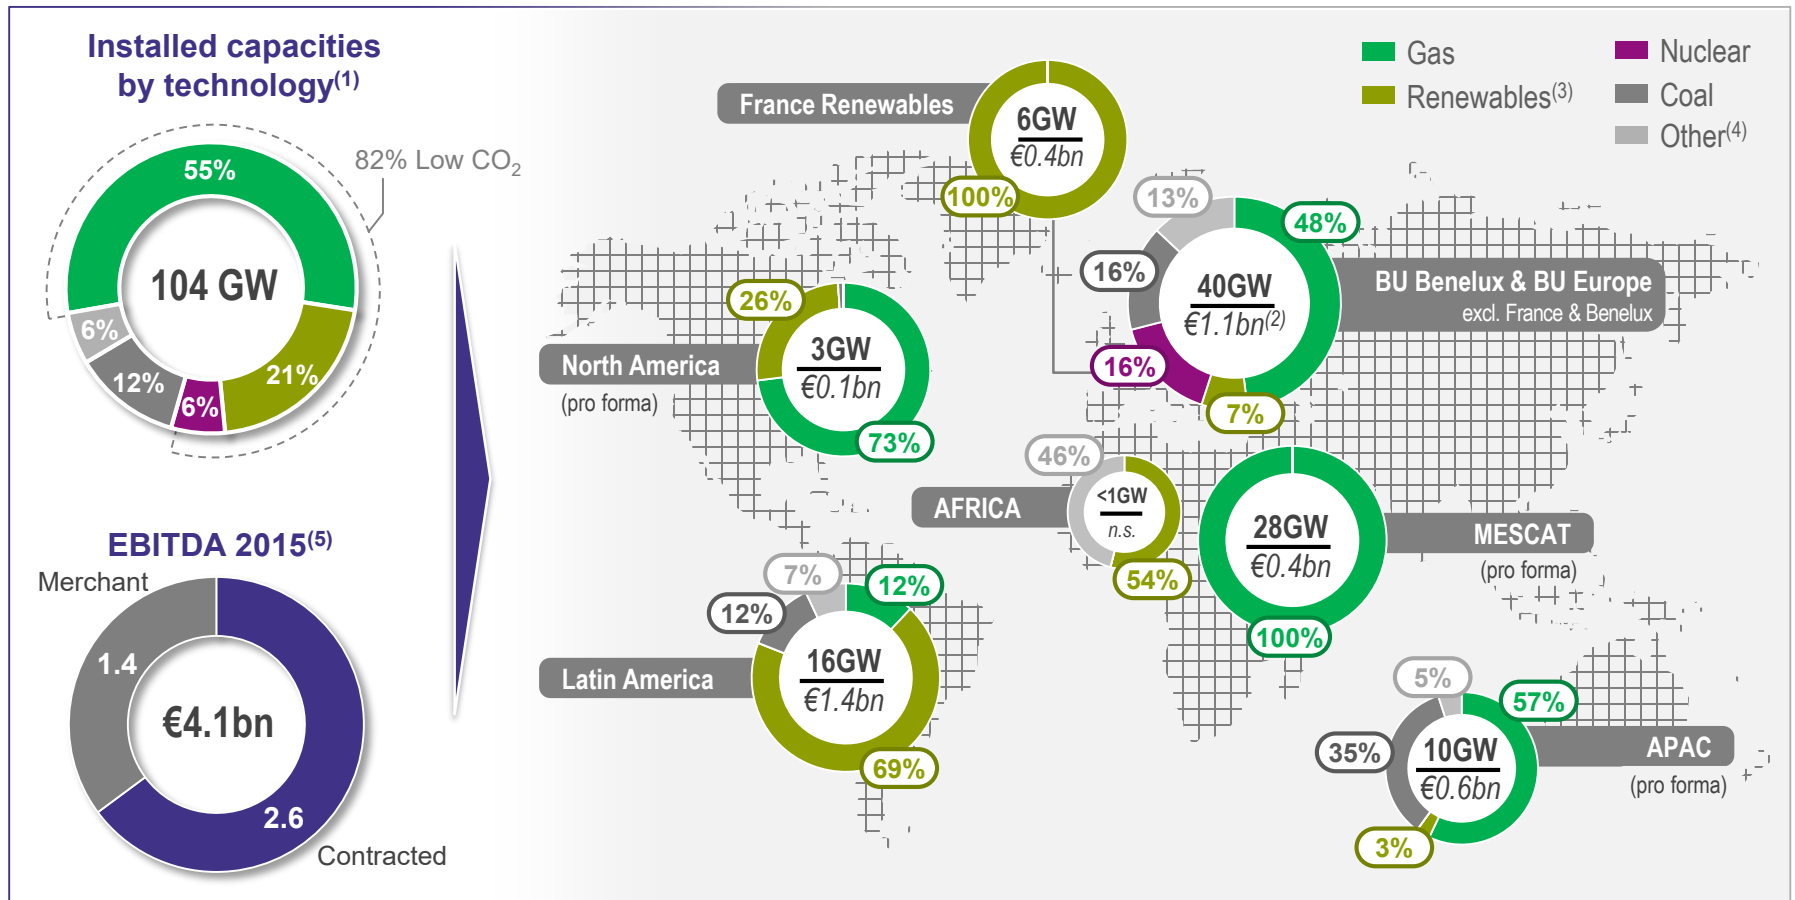 Installed capacities
by technology(1)
55%
82% Low CO2
104 GW
6%
12%
6%
21%
EBITDA 2015(5)
Merchant
1.4
€4.1bn
2.6
Contracted
Gas
Renewables(3)
Nuclear
Coal
Other(4)
France Renewables
6GW
€0.4bn
100%
13%
48%
16%
40GW
€1.1bn(2)
16%
7%
BU Benelux & BU Europe
excl. France & Benelux
26%
North America
(pro forma)
3GW
€0.1bn
73%
46%
AFRICA
<1GW
n.s.
54%
28GW
€0.4bn
100%
MESCAT
(pro forma)
7%
12%
12%
Latin America
16GW
€1.4bn
69%
5%
57%
35%
10GW
€0.6bn
3%
APAC
(pro forma)